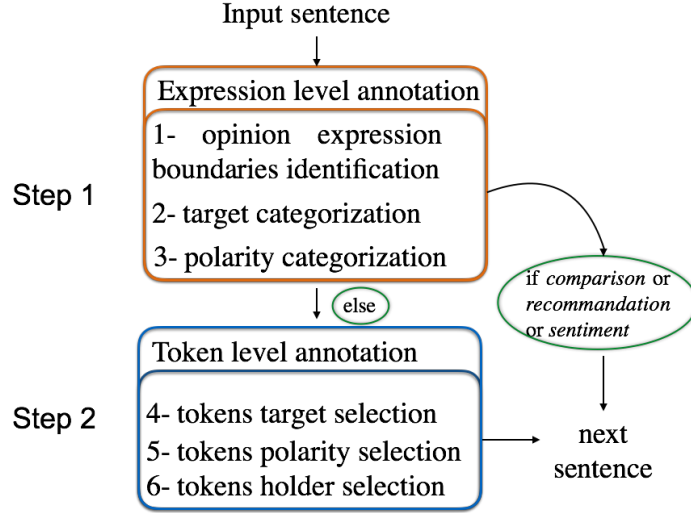 Input sentence
Expression level annotation
1- opinion expression
boundaries identification
2- target categorization
3- polarity categorization
Step 1
if comparison or
recommandation
or sentiment
else
Token level annotation
4- tokens target selection
5- tokens polarity selection
6- tokens holder selection
Step 2
next
sentence